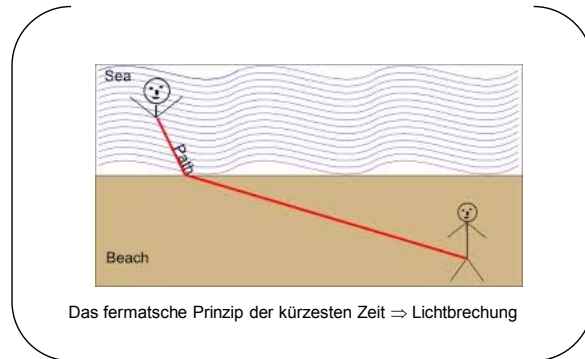 Sea
Path
Beach
Das fermatsche Prinzip der kürzesten Zeit ⇒ Lichtbrechung